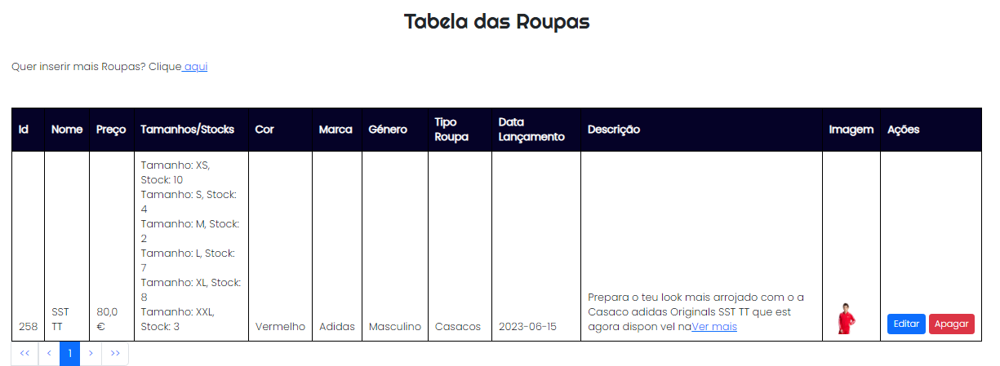 Tabela das Roupas
Quer inserir mais Roupas? Clique aqui
Id
Nome
Preço
Tamanhos/Stocks
Cor
Marca
Género
Tipo
Roupa
Data
Lançamento
Descrição
Imagem
Ações
258
SST
TT
80,0
€
Tamanho: XS,
Stock: 10
Tamanho: S, Stock:
4
Tamanho: M, Stock:
2
Tamanho: L, Stock:
7
Tamanho: XL, Stock:
8
Tamanho: XXL,
Stock: 3
Vermelho
Adidas
Masculino
Casacos
2023-06-15
Prepara o teu look mais arrojado com o a
Casaco adidas Originals SST TT que est
agora dispon vel naVer mais
Editar
Apagar
<< < 1 > >>